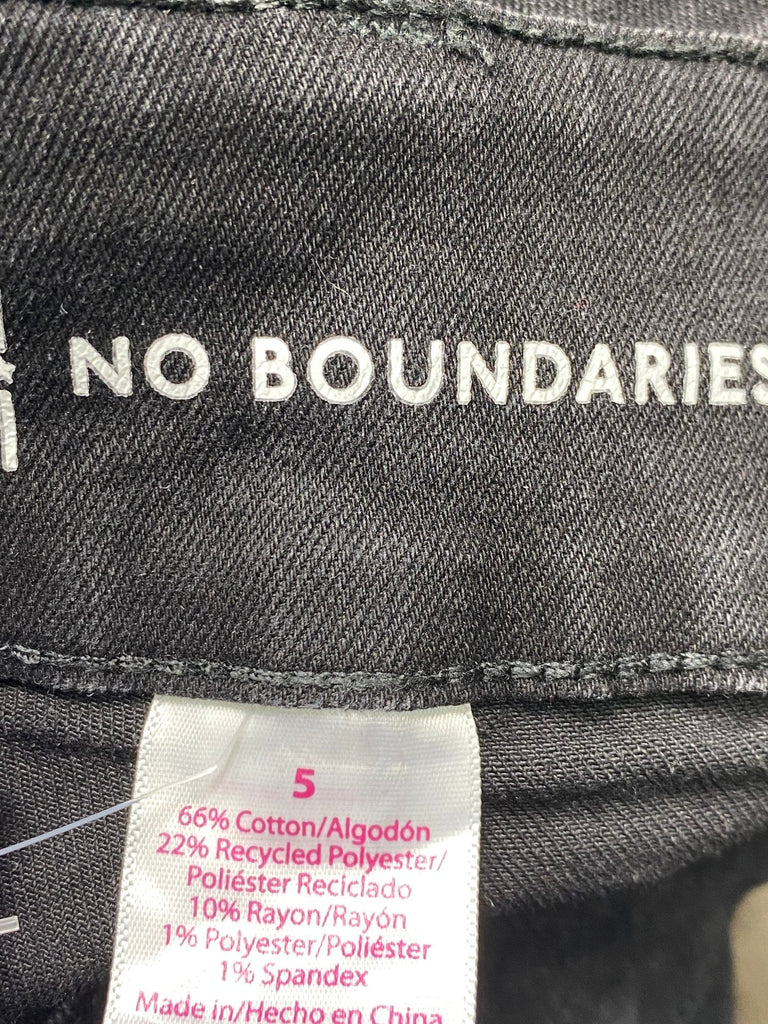 NO BOUNDARIES
5
66% Cotton/Algodón
22% Recycled Polyester/
Poliéster Reciclado
10% Rayon/Rayón
1% Polyester/Poliéster
1% Spandex
Made in/Hecho en China